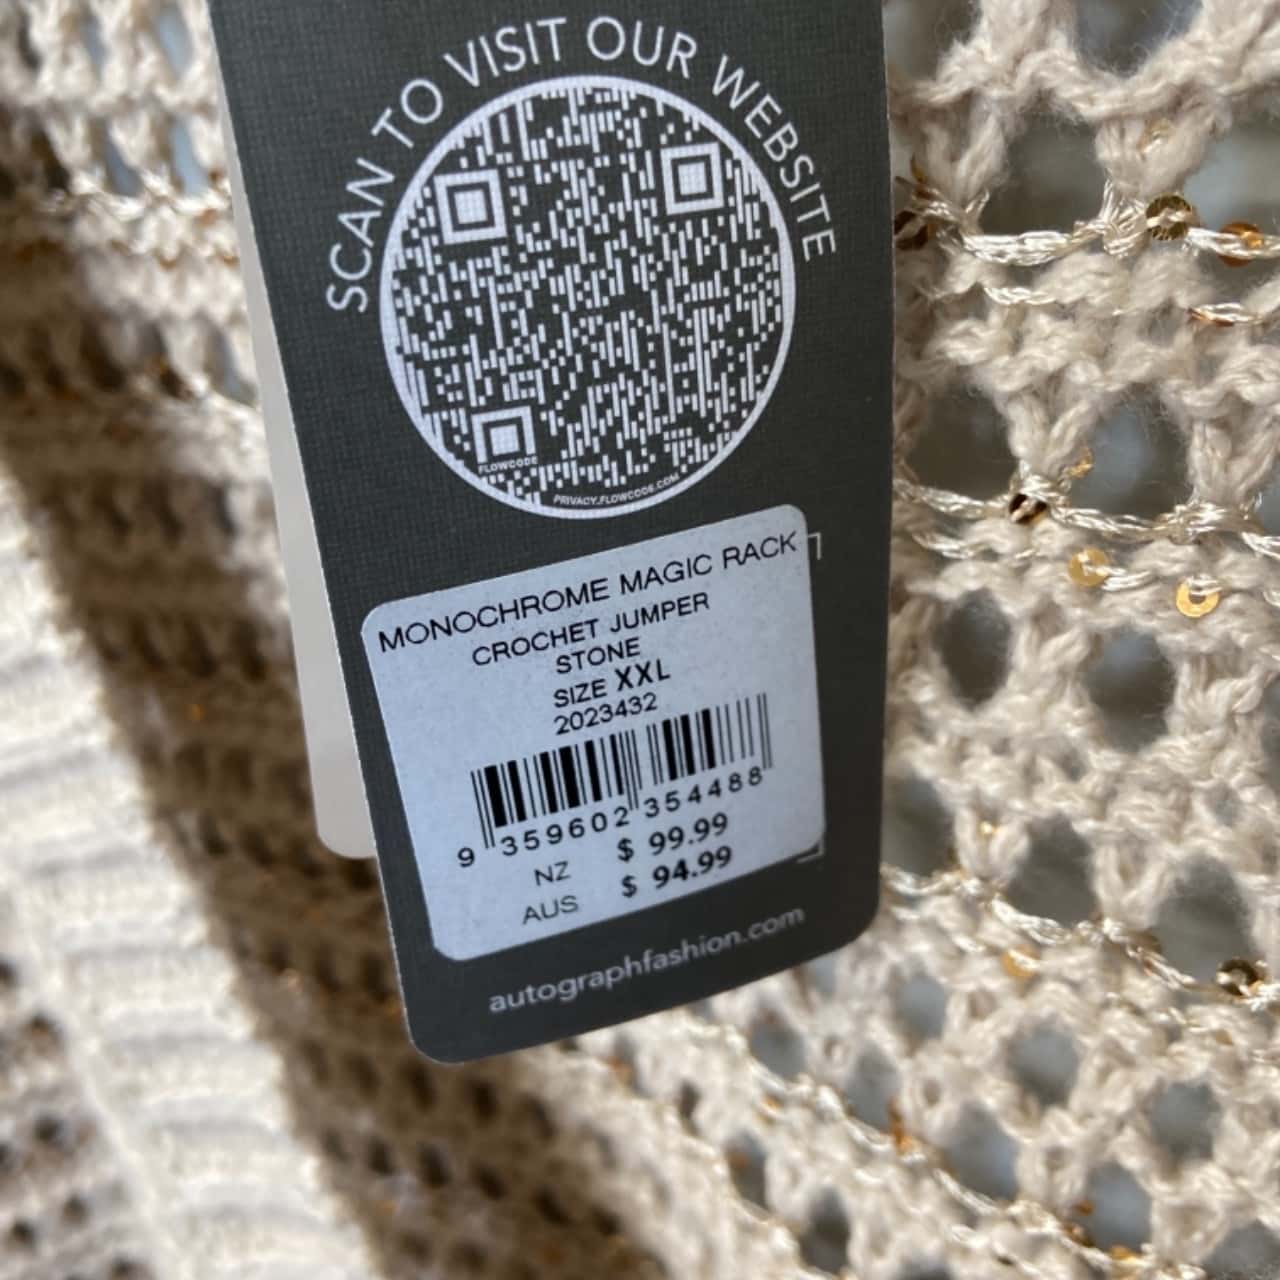 SCAN TO VISIT OUR WEBSITE
FLOWCODE
PRIVACY.FLOWCODE.COM
MONOCHROME MAGIC RACK
CROCHET JUMPER
STONE
SIZE XXL
2023432
9 359602 354488
NZ $ 99.99
AUS $ 94.99
autographfashion.com